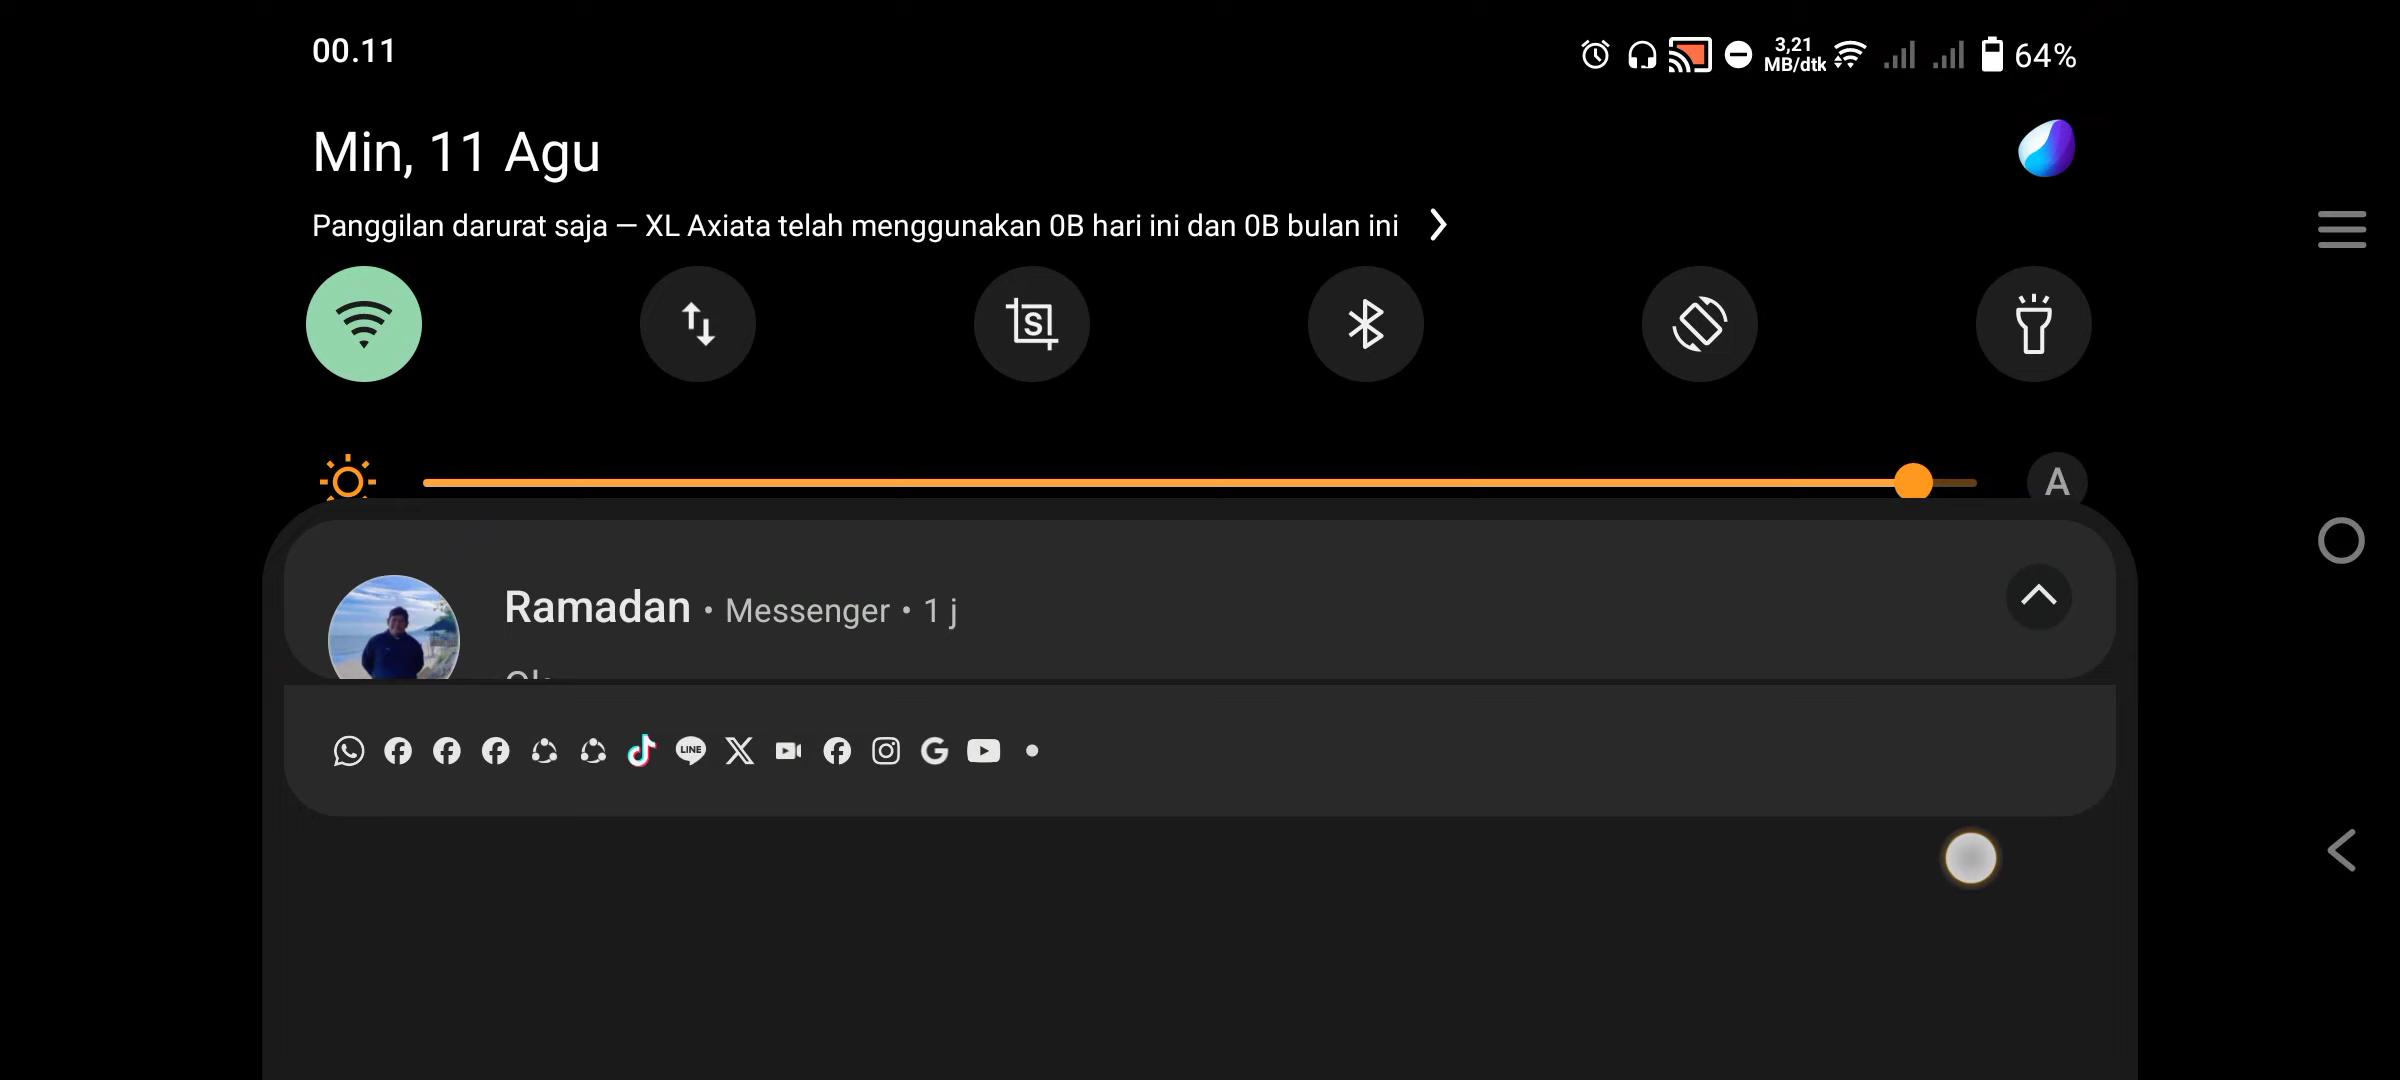 00.11
3,21
MB/dtk
64%
Min, 11 Agu
Panggilan darurat saja — XL Axiata telah menggunakan 0B hari ini dan 0B bulan ini
S
A
Ramadan • Messenger • 1 j
LINE